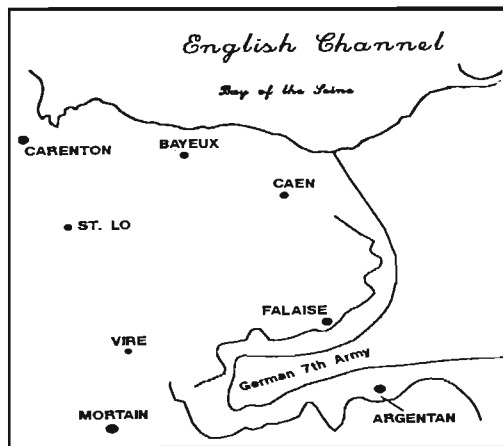 English Channel
Bay of the Seine
CARENTON
BAYEUX
CAEN
ST. LO
FALAISE
VIRE
German 7th Army
MORTAIN
ARGENTAN